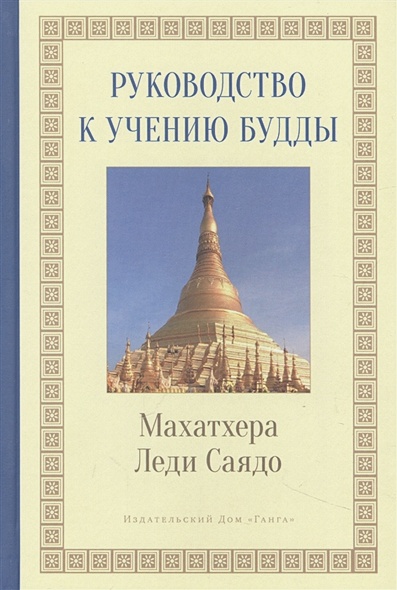 Руководство
к учению Будды
Махатхера
Леди Саядо
Издательский Дом «Ганга»